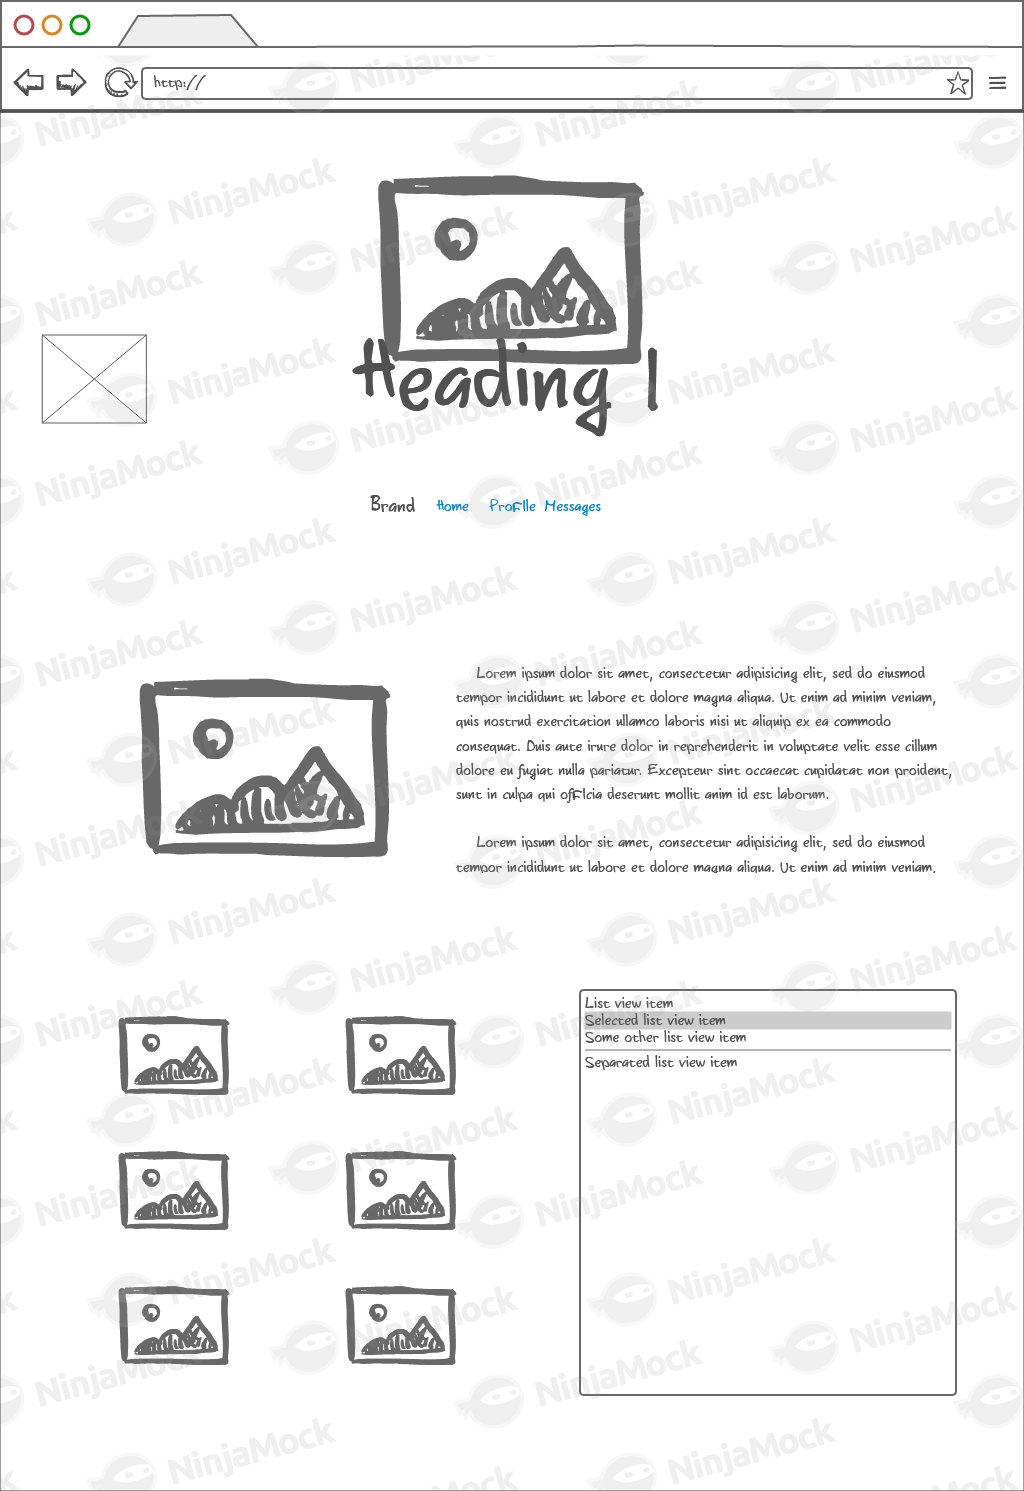 http://
Heading 1
Brand Home Profile Messages
Lorem ipsum dolor sit amet, consectetur adipisicing elit, sed do eiusmod
tempor incididunt ut labore et dolore magna aliqua. Ut enim ad minim veniam,
quis nostrud exercitation ullamco laboris nisi ut aliquip ex ea commodo
consequat. Duis aute irure dolor in reprehenderit in voluptate velit esse cillum
dolore eu fugiat nulla pariatur. Excepteur sint occaecat cupidatat non proident,
sunt in culpa qui officia deserunt mollit anim id est laborum.
Lorem ipsum dolor sit amet, consectetur adipisicing elit, sed do eiusmod
tempor incididunt ut labore et dolore magna aliqua. Ut enim ad minim veniam.
List view item
Selected list view item
Some other list view item
Separated list view item
NinjaMock